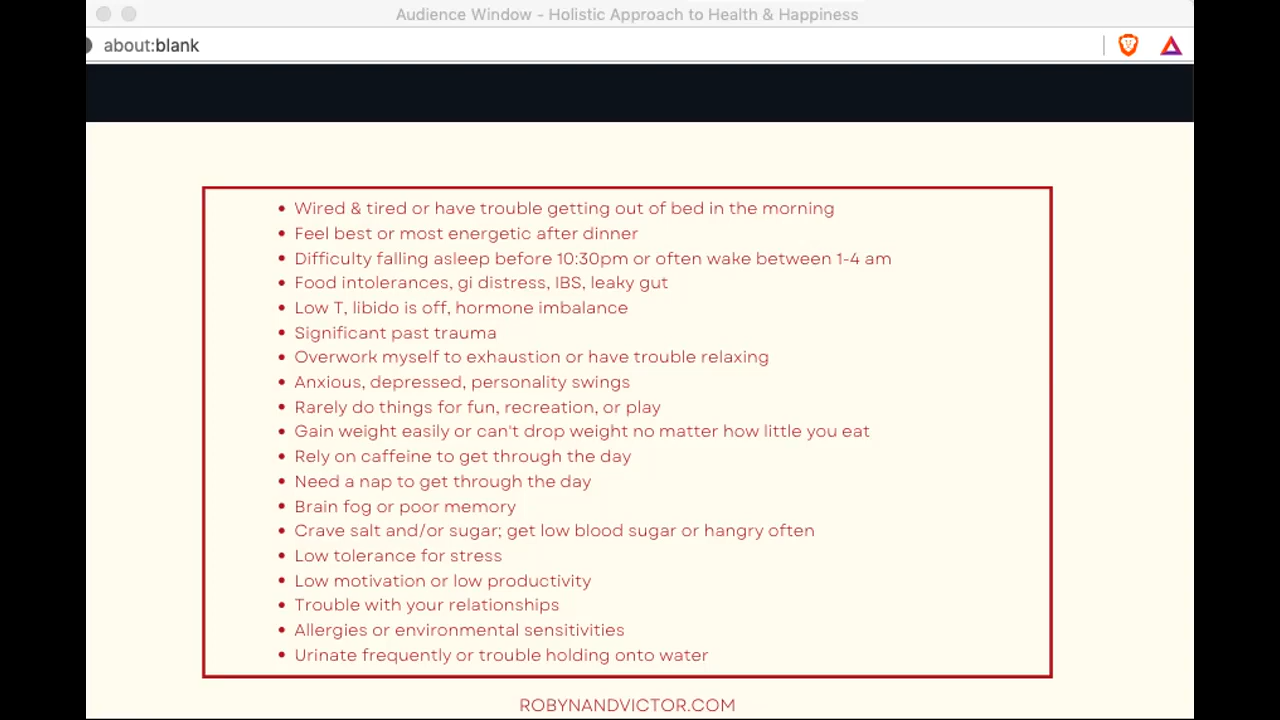 Audience Window - Holistic Approach to Health & Happiness
about:blank
• Wired & tired or have trouble getting out of bed in the morning
• Feel best or most energetic after dinner
• Difficulty falling asleep before 10:30pm or often wake between 1-4 am
• Food intolerances, gi distress, IBS, leaky gut
• Low T, libido is off, hormone imbalance
• Significant past trauma
• Overwork myself to exhaustion or have trouble relaxing
• Anxious, depressed, personality swings
• Rarely do things for fun, recreation, or play
• Gain weight easily or can't drop weight no matter how little you eat
• Rely on caffeine to get through the day
• Need a nap to get through the day
• Brain fog or poor memory
• Crave salt and/or sugar; get low blood sugar or hangry often
• Low tolerance for stress
• Low motivation or low productivity
• Trouble with your relationships
• Allergies or environmental sensitivities
• Urinate frequently or trouble holding onto water
ROBYNANDVICTOR.COM